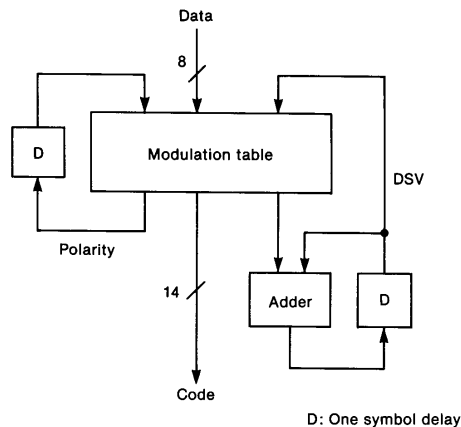 Data
8
D
Modulation table
DSV
Polarity
14
Adder
D
Code
D: One symbol delay